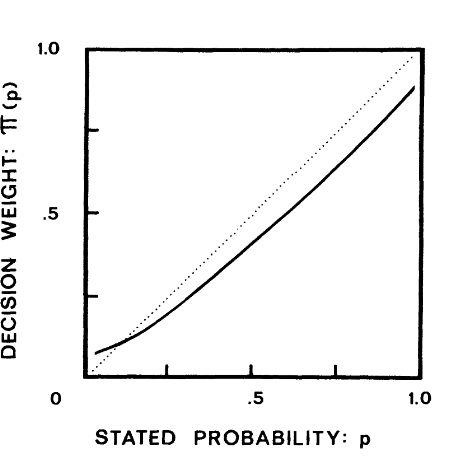 1.0
DECISION WEIGHT: π(p)
.5
0
.5
1.0
STATED PROBABILITY: p